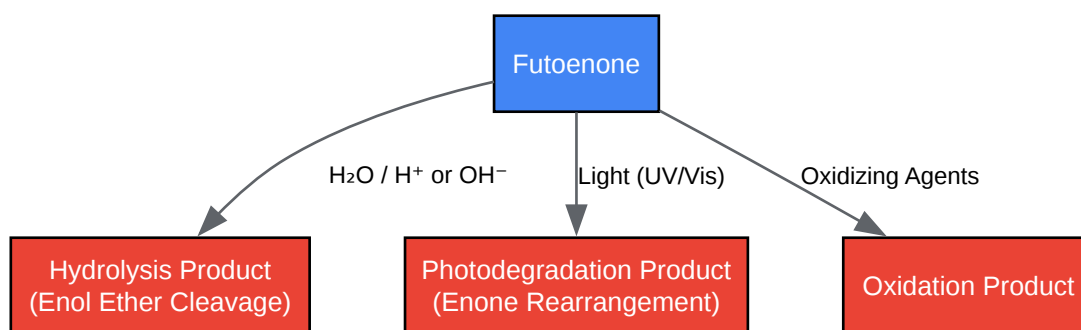 Futoenone
H₂O / H⁺ or OH⁻
Light (UV/Vis)
Oxidizing Agents
Hydrolysis Product
(Enol Ether Cleavage)
Photodegradation Product
(Enone Rearrangement)
Oxidation Product